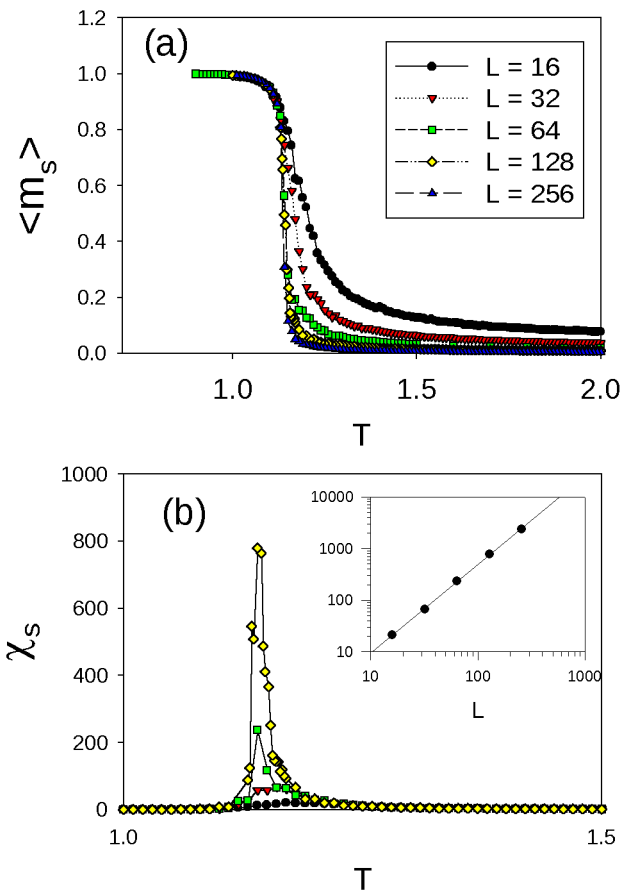 (a)
1.2
1.0
0.8
0.6
0.4
0.2
0.0
<mₛ>
L = 16
L = 32
L = 64
L = 128
L = 256
1.0 1.5 2.0
T
(b)
1000
800
600
400
200
0
χₛ
10000
1000
100
10
10 100 1000
L
1.0 1.5
T